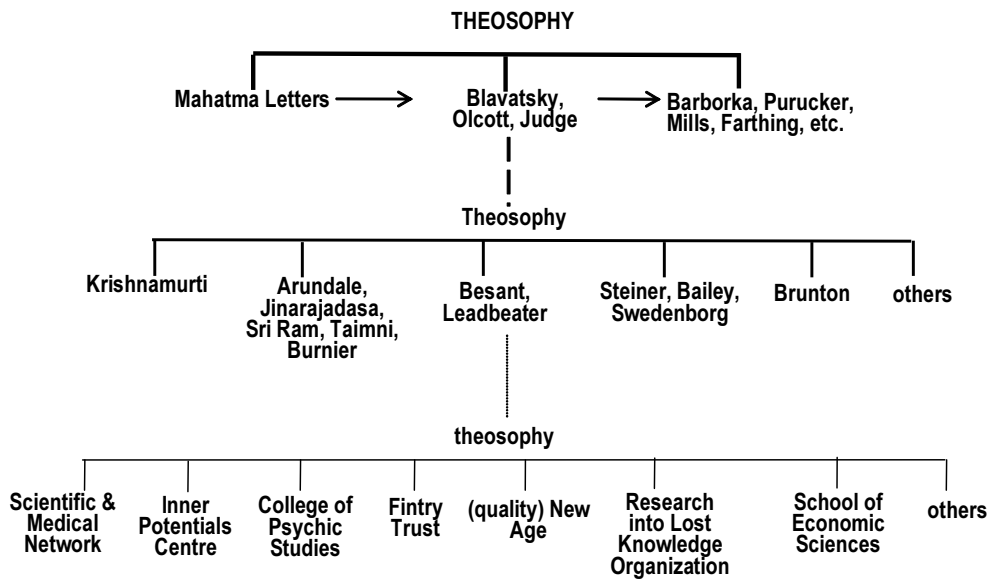 THEOSOPHY
Mahatma Letters
Blavatsky,
Olcott, Judge
Barborka, Purucker,
Mills, Farthing, etc.
Theosophy
Krishnamurti
Arundale,
Jinarajadasa,
Sri Ram, Taimni,
Burnier
Besant,
Leadbeater
Steiner, Bailey,
Swedenborg
Brunton
others
theosophy
Scientific &
Medical
Network
Inner
Potentials
Centre
College of
Psychic
Studies
Fintry
Trust
(quality) New
Age
Research
into Lost
Knowledge
Organization
School of
Economic
Sciences
others